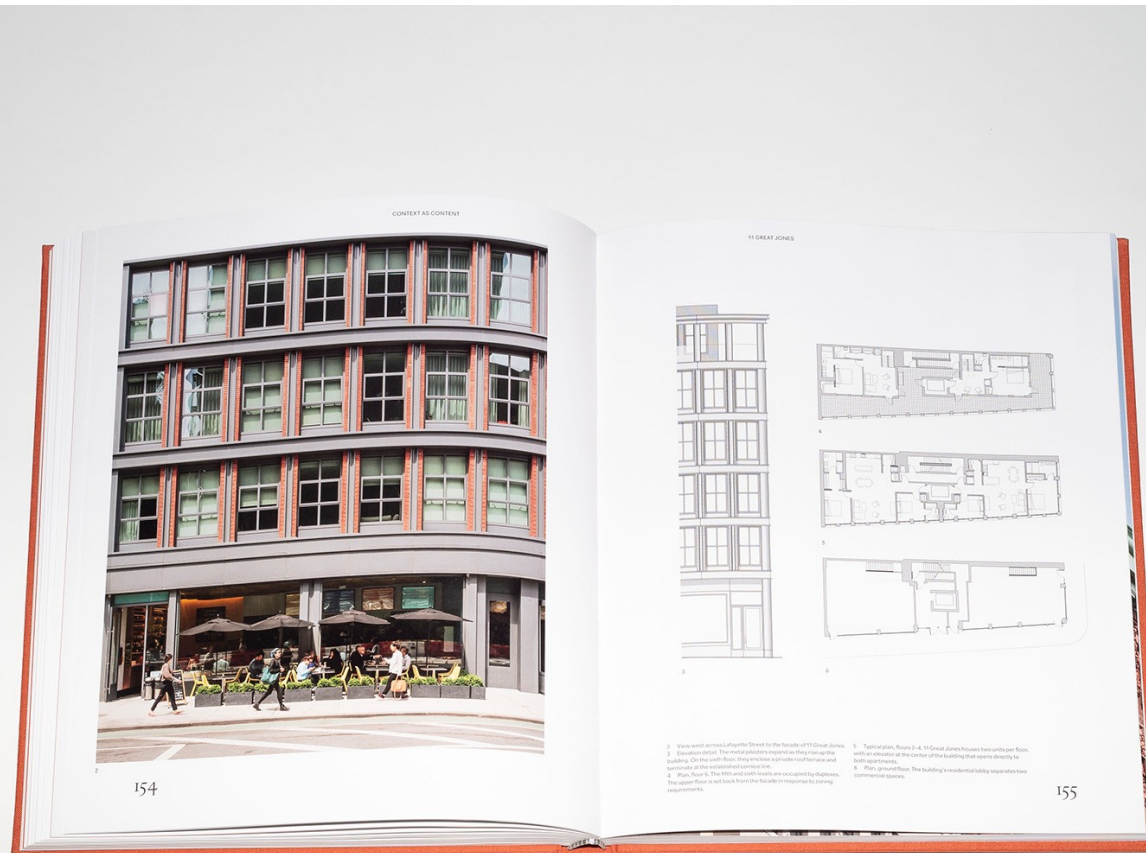 CONTEXT AS CONTENT
2
154
11 GREAT JONES
3
6
5
6
2 View west across Lafayette Street to the facade of 11 Great Jones
3 Elevation detail. The metal pilasters expand as they rise up the
building. On the sixth floor, they enclose a private roof terrace and
terminate at the established cornice line.
4 Plan, floor 6. The fifth and sixth levels are occupied by duplexes.
The upper floor is set back from the facade in response to zoning
requirements.
5 Typical plan, floors 2–4. 11 Great Jones houses two units per floor,
with an elevator at the center of the building that opens directly to
both apartments.
6 Plan, ground floor. The building's residential lobby separates two
commercial spaces.
155